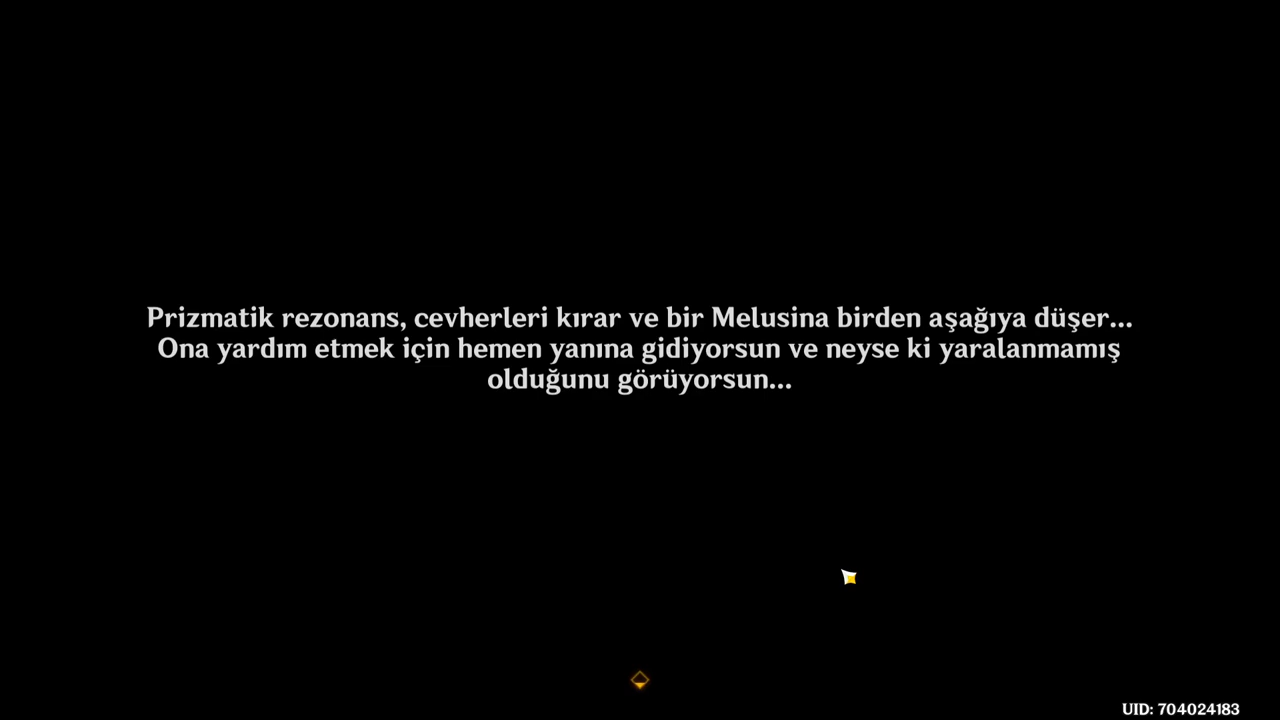 Prizmatik rezonans, cevherleri kırar ve bir Melusina birden aşağıya düşer...
Ona yardım etmek için hemen yanına gidiyorsun ve neyse ki yaralanmamış
olduğunu görüyorsun...
UID: 704024183